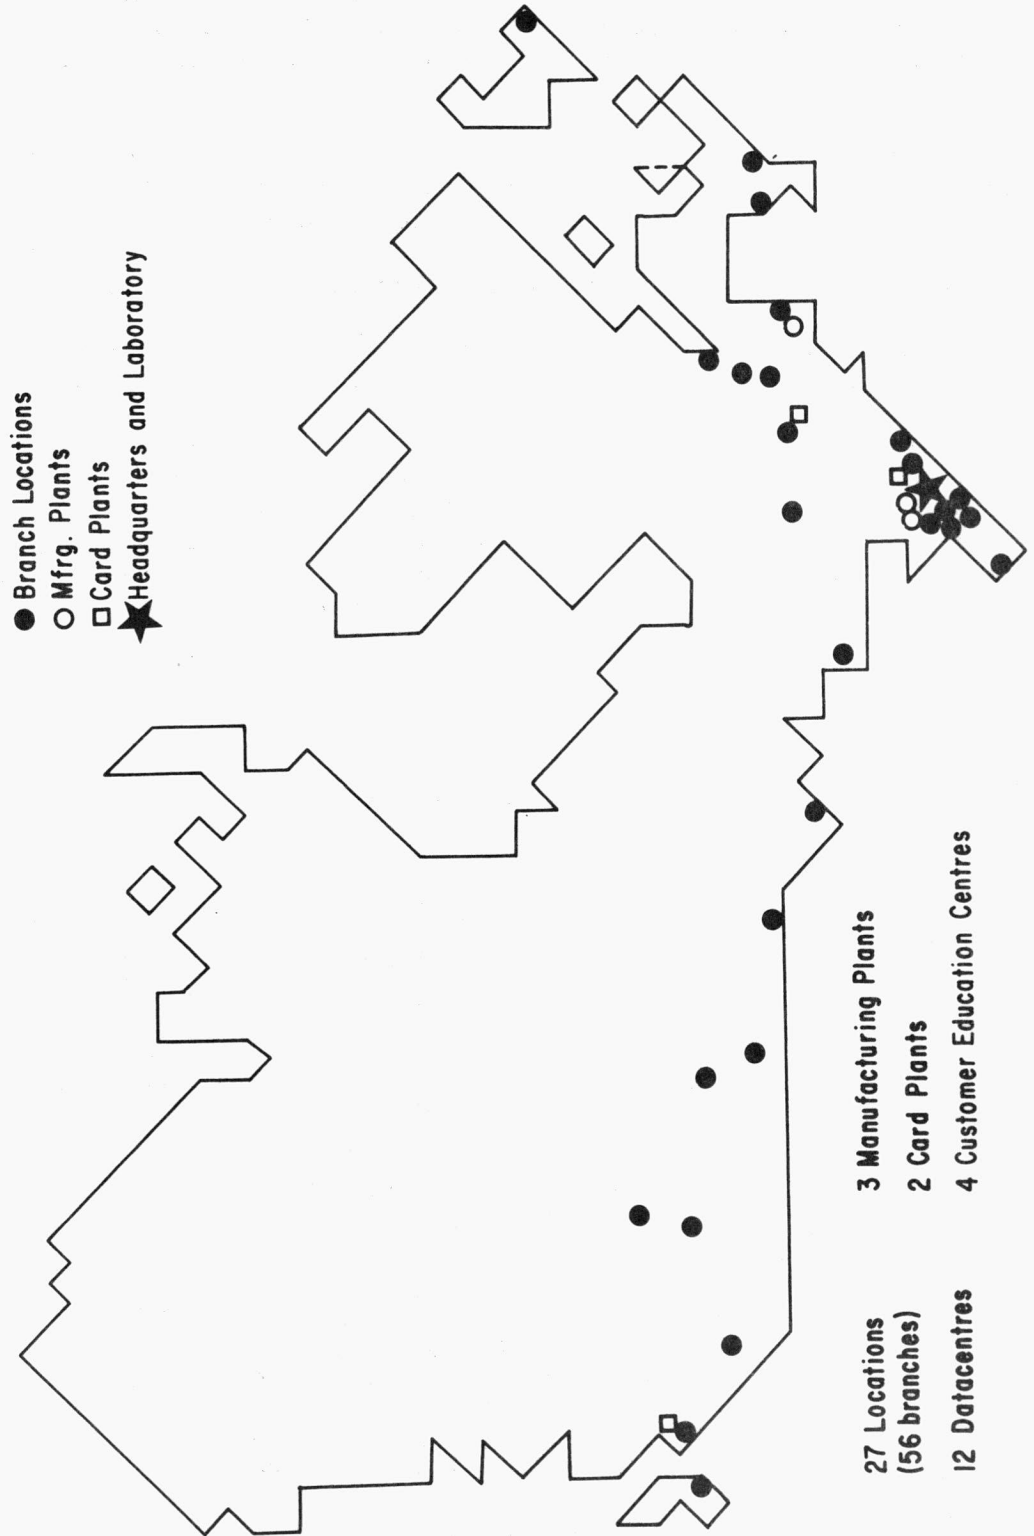 Branch Locations
Mfrg. Plants
Card Plants
Headquarters and Laboratory
27 Locations
(56 branches)
12 Datacentres
3 Manufacturing Plants
2 Card Plants
4 Customer Education Centres